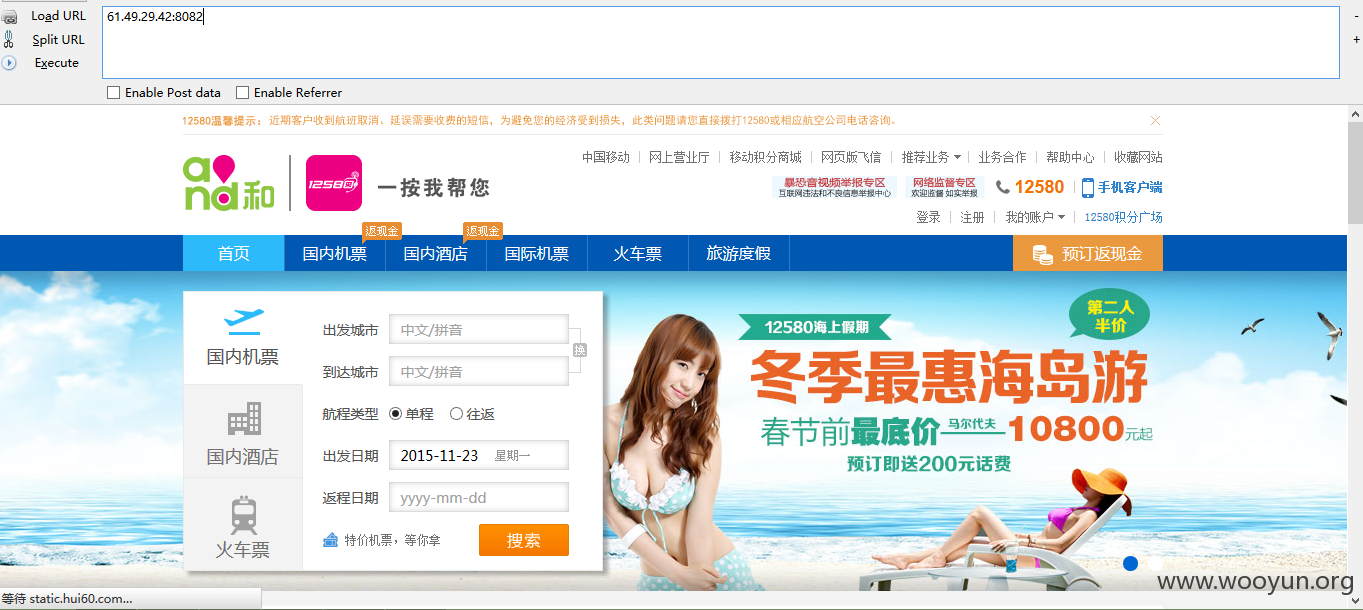 Load URL
61.49.29.42:8082
Split URL
Execute
Enable Post data
Enable Referrer
12580温馨提示：近期客户收到航班取消、延误需要收费的短信，为避免您的经济受到损失，此类问题请您直接拨打12580或相应航空公司电话咨询。
中国移动 网上营业厅 移动积分商城 网页版飞信 推荐业务 业务合作 帮助中心 收藏网站
and和
12580
一按我帮您
暴恐音视频举报专区
互联网违法和不良信息举报中心
网络监督专区
欢迎监督 如实举报
12580
手机客户端
登录 注册 我的账户 12580积分广场
返现金
返现金
首页 国内机票 国内酒店 国际机票 火车票 旅游度假 预订返现金
国内机票
国内酒店
火车票
出发城市 中文/拼音
换
到达城市 中文/拼音
航程类型 单程 往返
出发日期 2015-11-23 星期一
返程日期 yyyy-mm-dd
特价机票，等你拿
搜索
第二人
半价
12580海上假期
冬季最惠海岛游
春节前最底价 马尔代夫 10800元起
预订即送200元话费
www.wooyun.org
等待 static.hui60.com...